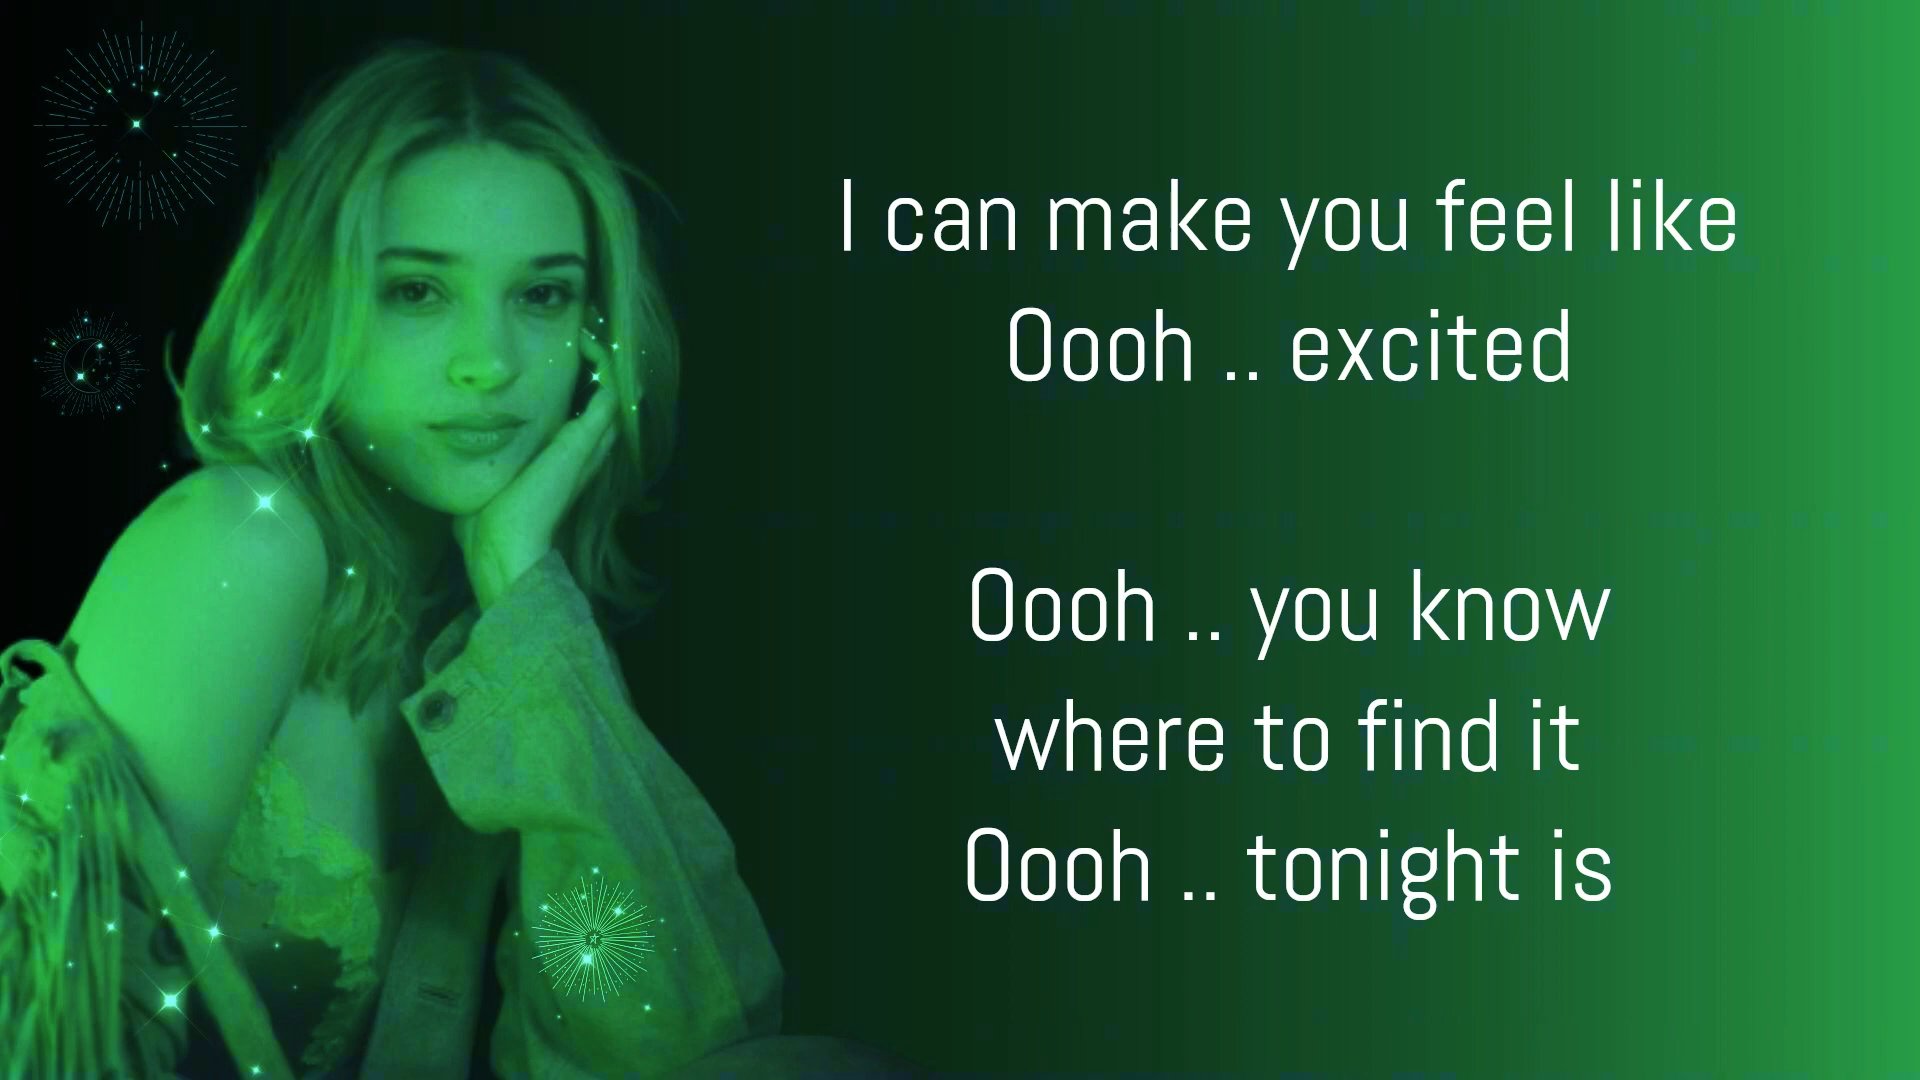 I can make you feel like
Oooh .. excited
Oooh .. you know
where to find it
Oooh .. tonight is